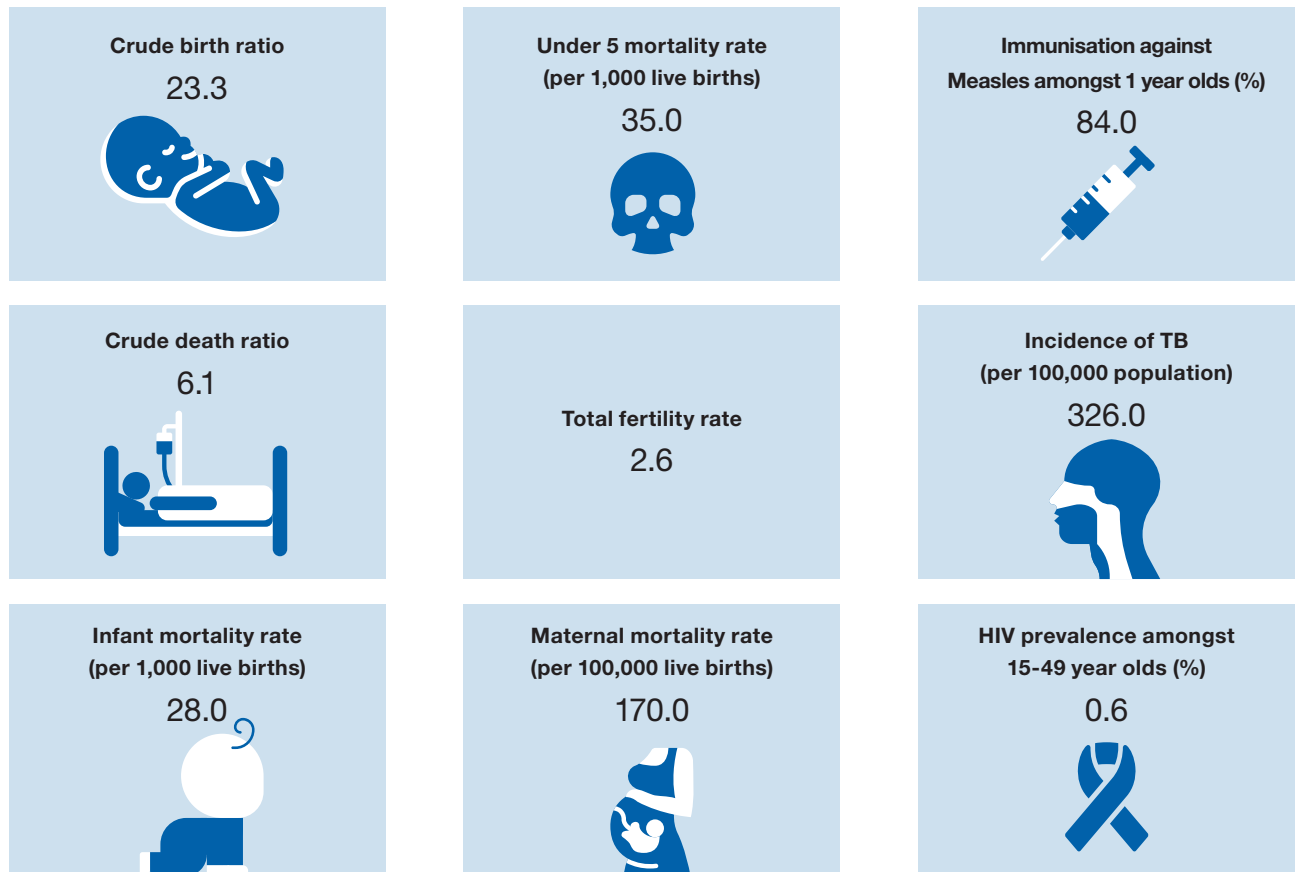 Crude birth ratio
23.3
Under 5 mortality rate
(per 1,000 live births)
35.0
Immunisation against
Measles amongst 1 year olds (%)
84.0
Crude death ratio
6.1
Total fertility rate
2.6
Incidence of TB
(per 100,000 population)
326.0
Infant mortality rate
(per 1,000 live births)
28.0
Maternal mortality rate
(per 100,000 live births)
170.0
HIV prevalence amongst
15-49 year olds (%)
0.6